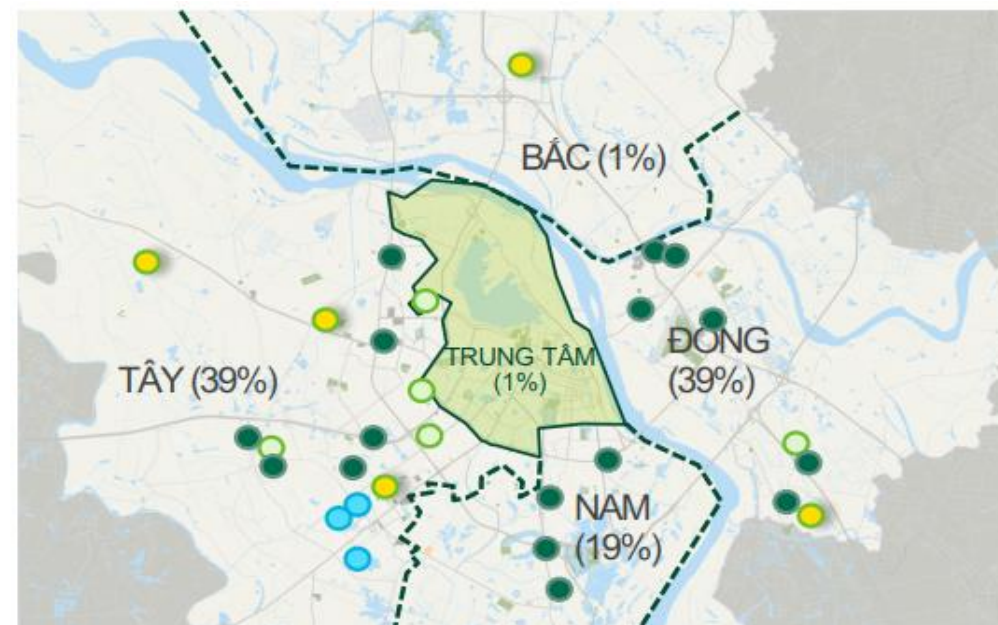 BẮC (1%)
TRUNG TÂM
(1%)
ĐÔNG
(39%)
TÂY (39%)
NAM
(19%)